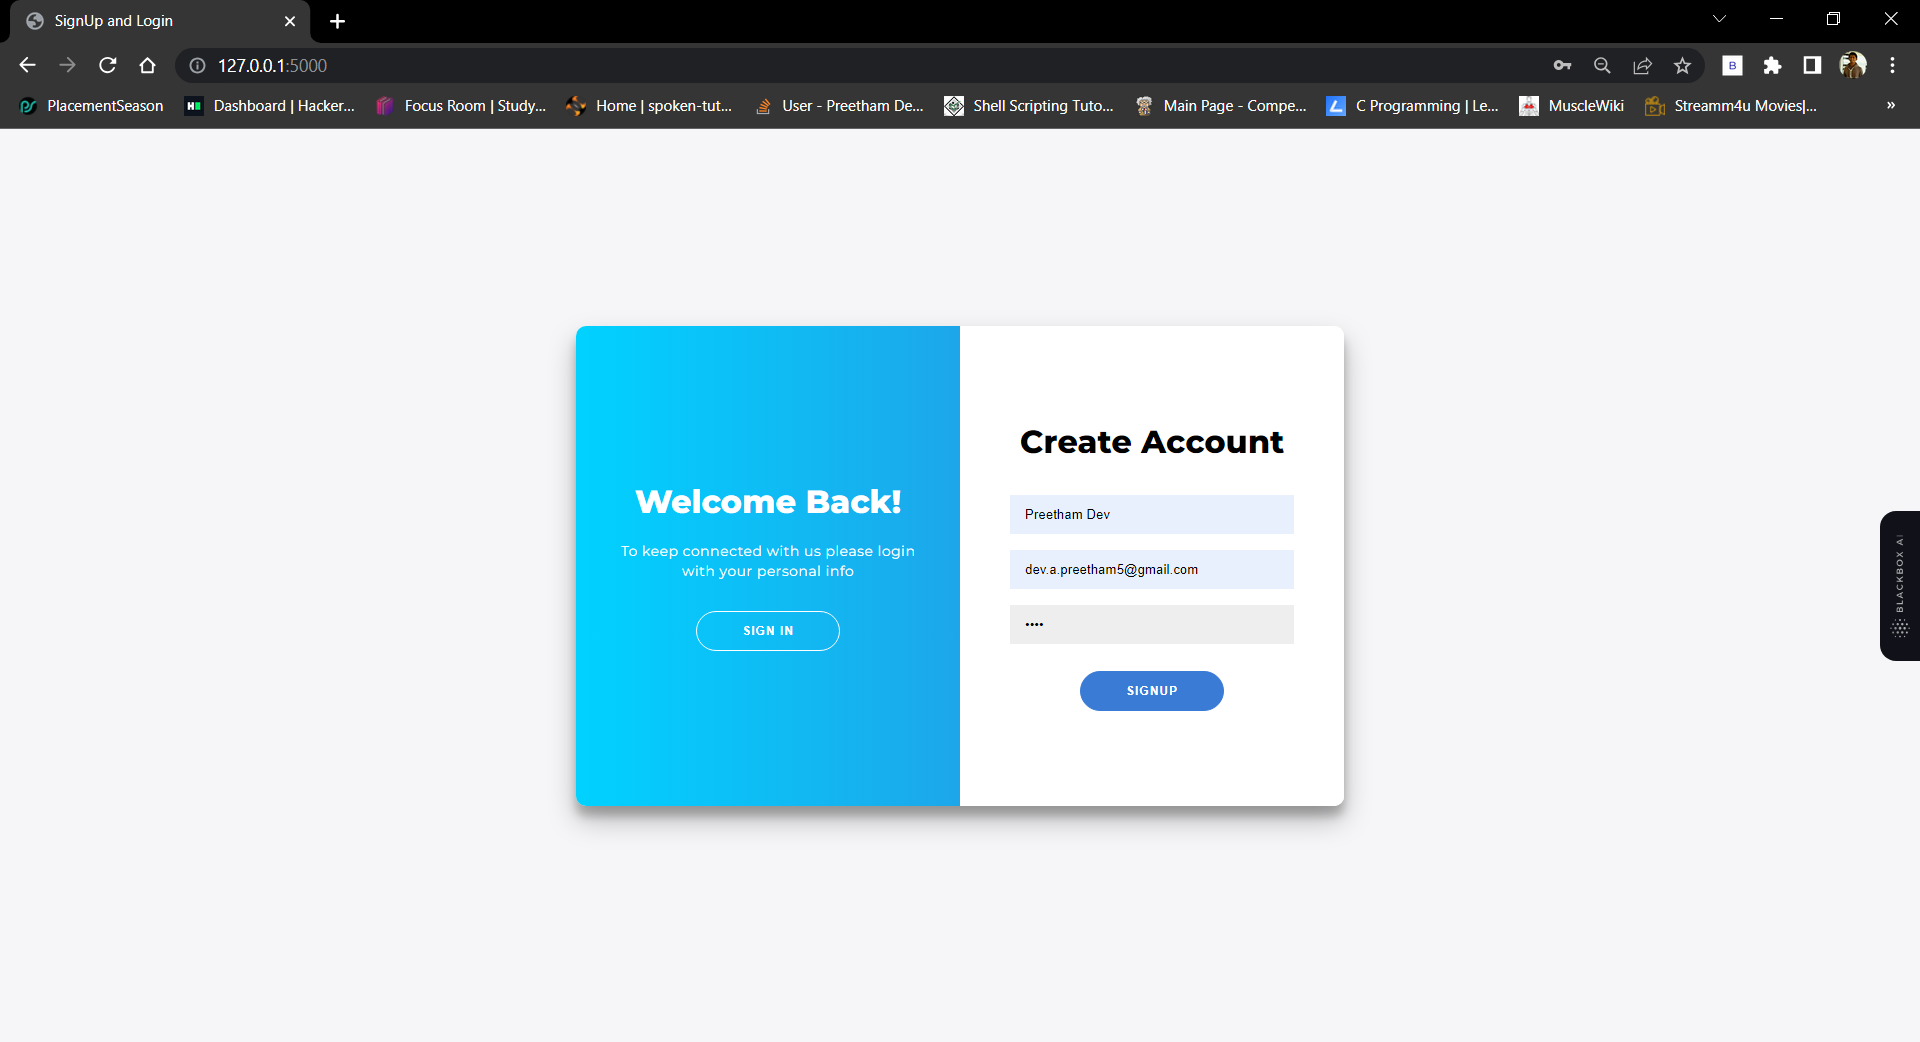 SignUp and Login
127.0.0.1:5000
B
PlacementSeason
Dashboard | Hacker...
Focus Room | Study...
Home | spoken-tut...
User - Preetham De...
Shell Scripting Tuto...
Main Page - Compe...
C Programming | Le...
MuscleWiki
Streamm4u Movies|...
»
Welcome Back!
To keep connected with us please login
with your personal info
SIGN IN
Create Account
Preetham Dev
dev.a.preetham5@gmail.com
••••
SIGNUP
BLACKBOX AI